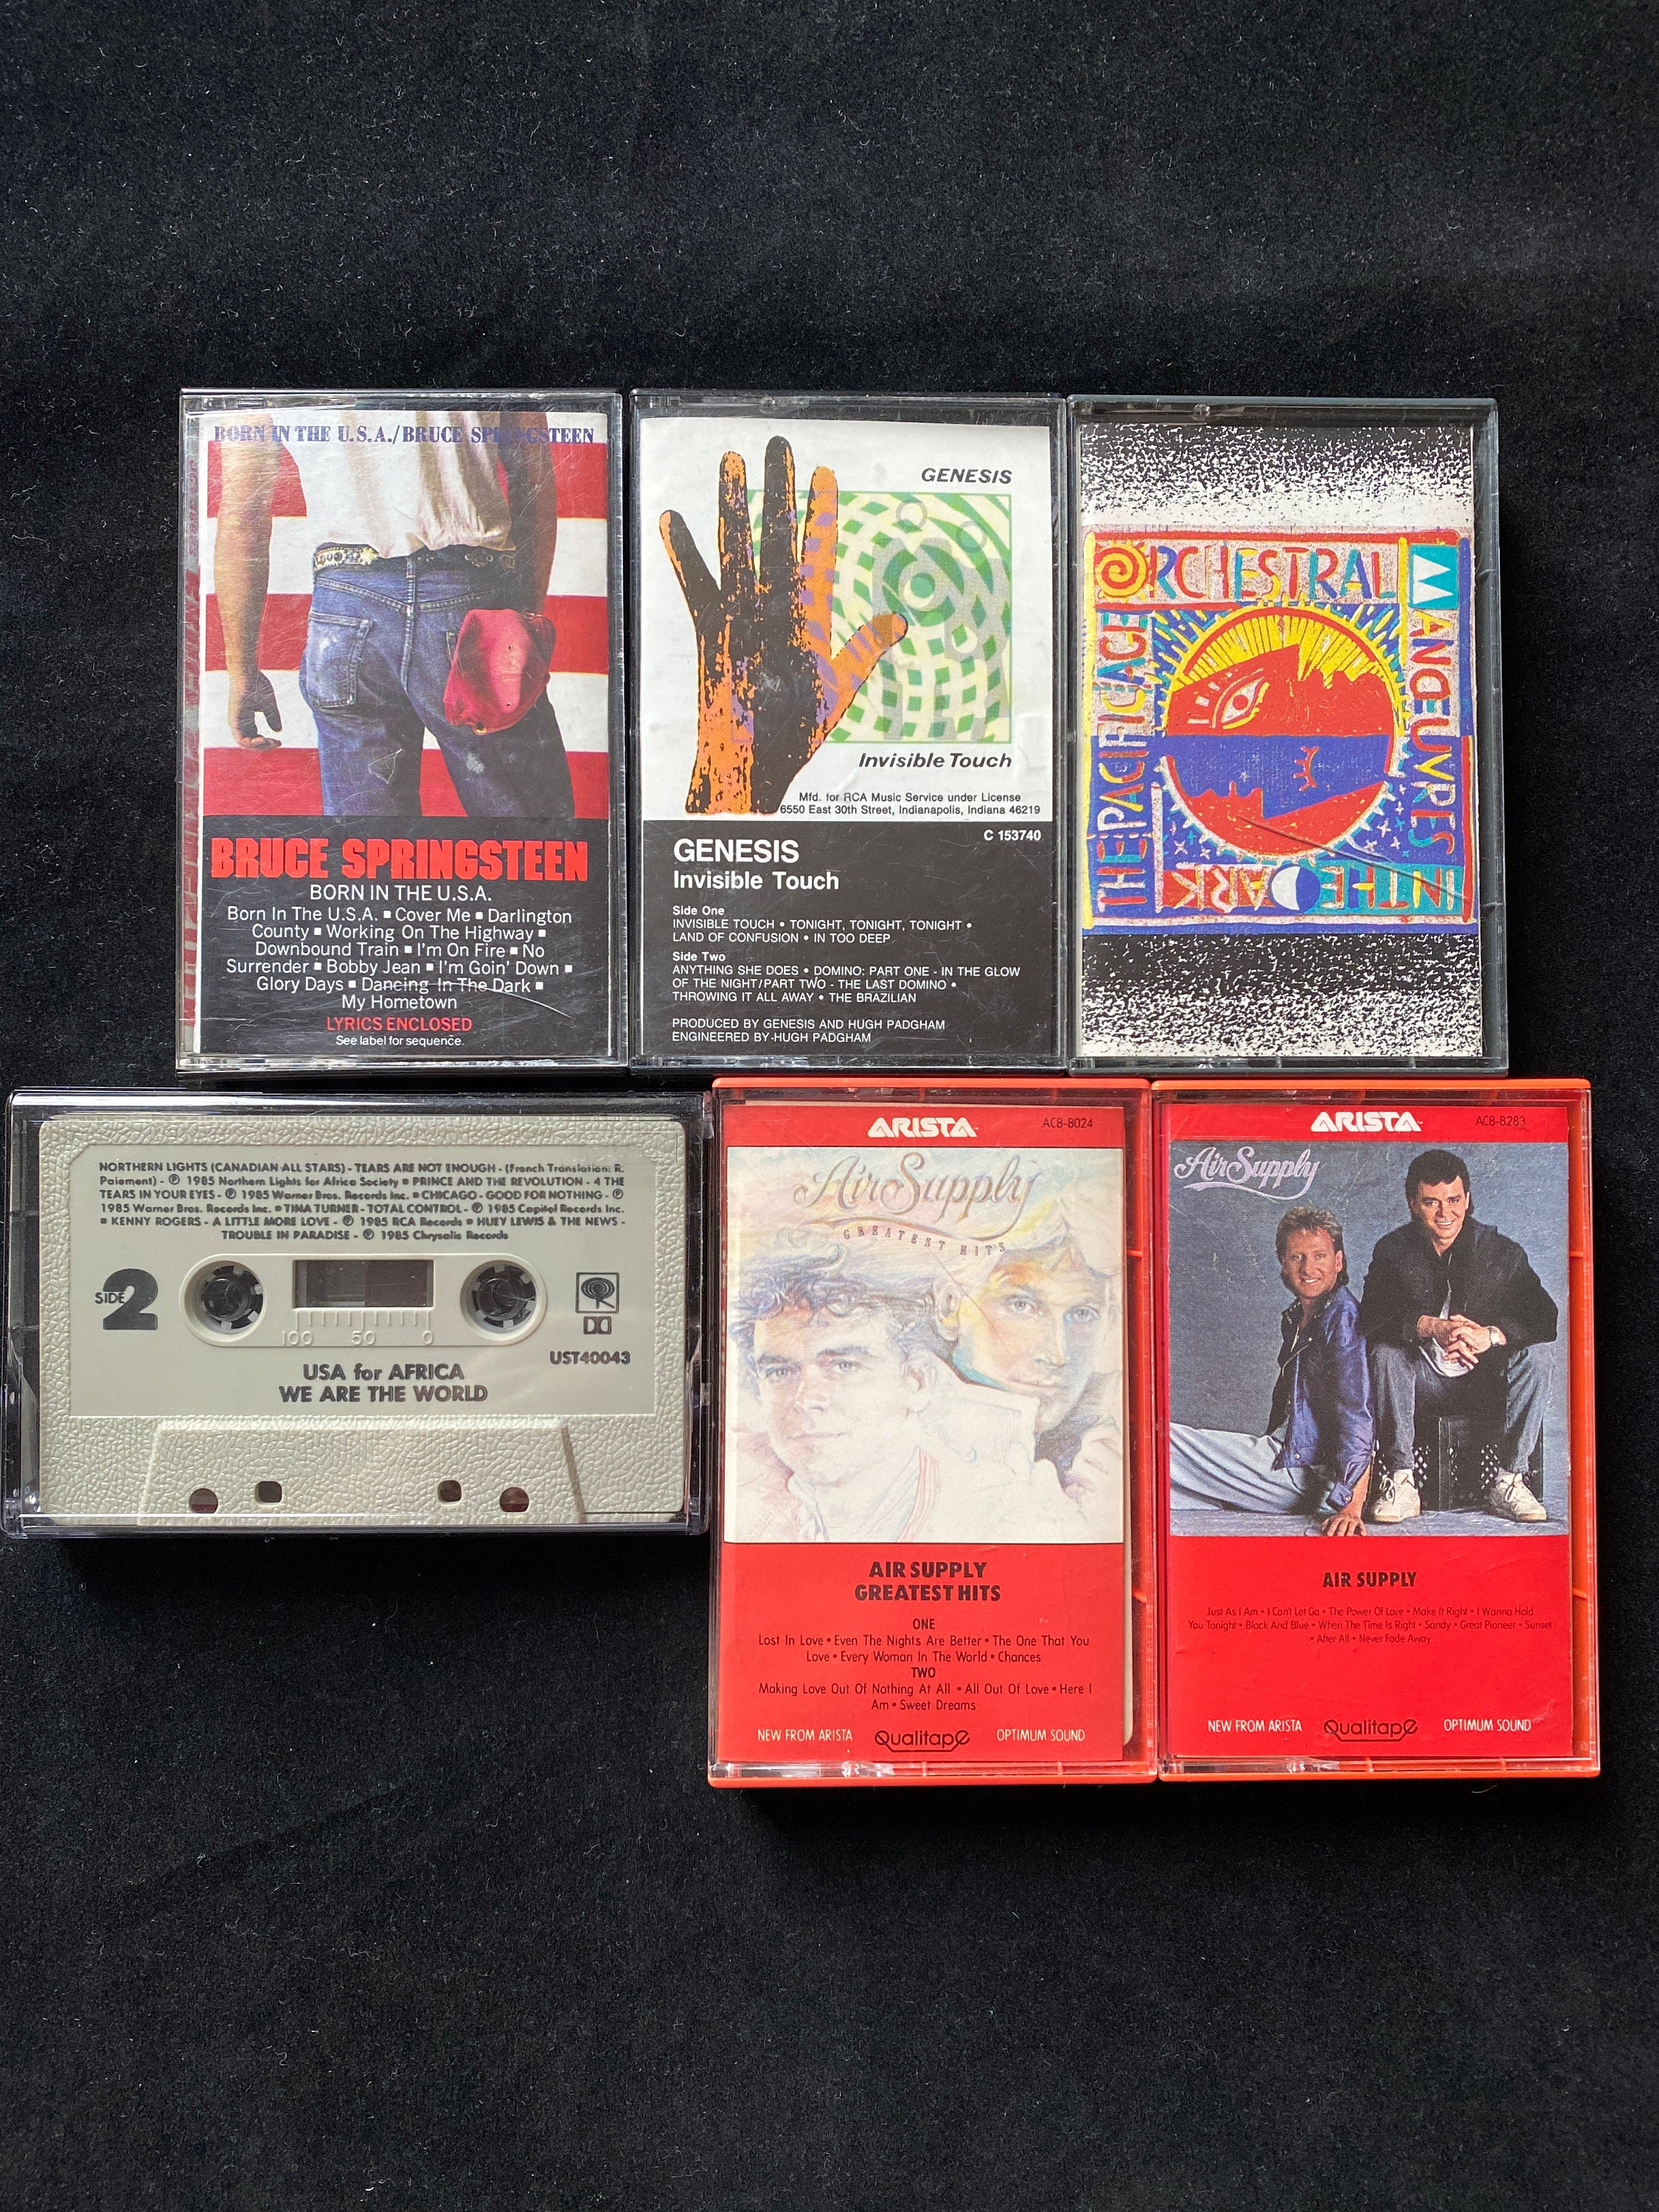 BORN IN THE U.S.A./BRUCE SPRINGSTEEN
BRUCE SPRINGSTEEN
BORN IN THE U.S.A.
Born In The U.S.A. ■ Cover Me ■ Darlington
County ■ Working On The Highway ■
Downbound Train ■ I'm On Fire ■ No
Surrender ■ Bobby Jean ■ I'm Goin' Down ■
Glory Days ■ Dancing In The Dark ■
My Hometown
LYRICS ENCLOSED
See label for sequence.
GENESIS
Invisible Touch
Mfd. for RCA Music Service under License
6550 East 30th Street, Indianapolis, Indiana 46219
C 153740
GENESIS
Invisible Touch
Side One
INVISIBLE TOUCH • TONIGHT, TONIGHT, TONIGHT •
LAND OF CONFUSION • IN TOO DEEP
Side Two
ANYTHING SHE DOES • DOMINO: PART ONE - IN THE GLOW
OF THE NIGHT/PART TWO - THE LAST DOMINO •
THROWING IT ALL AWAY • THE BRAZILIAN
PRODUCED BY GENESIS AND HUGH PADGHAM
ENGINEERED BY HUGH PADGHAM
ORCHESTRAL
MANŒUVRES
IN THE DARK
THE PACIFIC AGE
NORTHERN LIGHTS (CANADIAN ALL STARS) - TEARS ARE NOT ENOUGH - (French Translation: R.
Paiement) - ℗ 1985 Northern Lights for Africa Society ■ PRINCE AND THE REVOLUTION - 4 THE
TEARS IN YOUR EYES - ℗ 1985 Warner Bros. Records Inc. ■ CHICAGO - GOOD FOR NOTHING - ℗
1985 Warner Bros. Records Inc. ■ TINA TURNER - TOTAL CONTROL - ℗ 1985 Capitol Records Inc.
■ KENNY ROGERS - A LITTLE MORE LOVE - ℗ 1985 RCA Records ■ HUEY LEWIS & THE NEWS -
TROUBLE IN PARADISE - ℗ 1985 Chrysalis Records
SIDE 2
100 50 0
UST40043
USA for AFRICA
WE ARE THE WORLD
ARISTA
AC8-8024
Air Supply
GREATEST HITS
AIR SUPPLY
GREATEST HITS
ONE
Lost In Love • Even The Nights Are Better • The One That You
Love • Every Woman In The World • Chances
TWO
Making Love Out Of Nothing At All • All Out Of Love • Here I
Am • Sweet Dreams
NEW FROM ARISTA Qualitape OPTIMUM SOUND
ARISTA
AC8-8283
Air Supply
AIR SUPPLY
Just As I Am • I Can't Let Go • The Power Of Love • Make It Right • I Wanna Hold
You Tonight • Black And Blue • When The Time Is Right • Sandy • Great Pioneer • Sunset
• After All • Never Fade Away
NEW FROM ARISTA Qualitape OPTIMUM SOUND